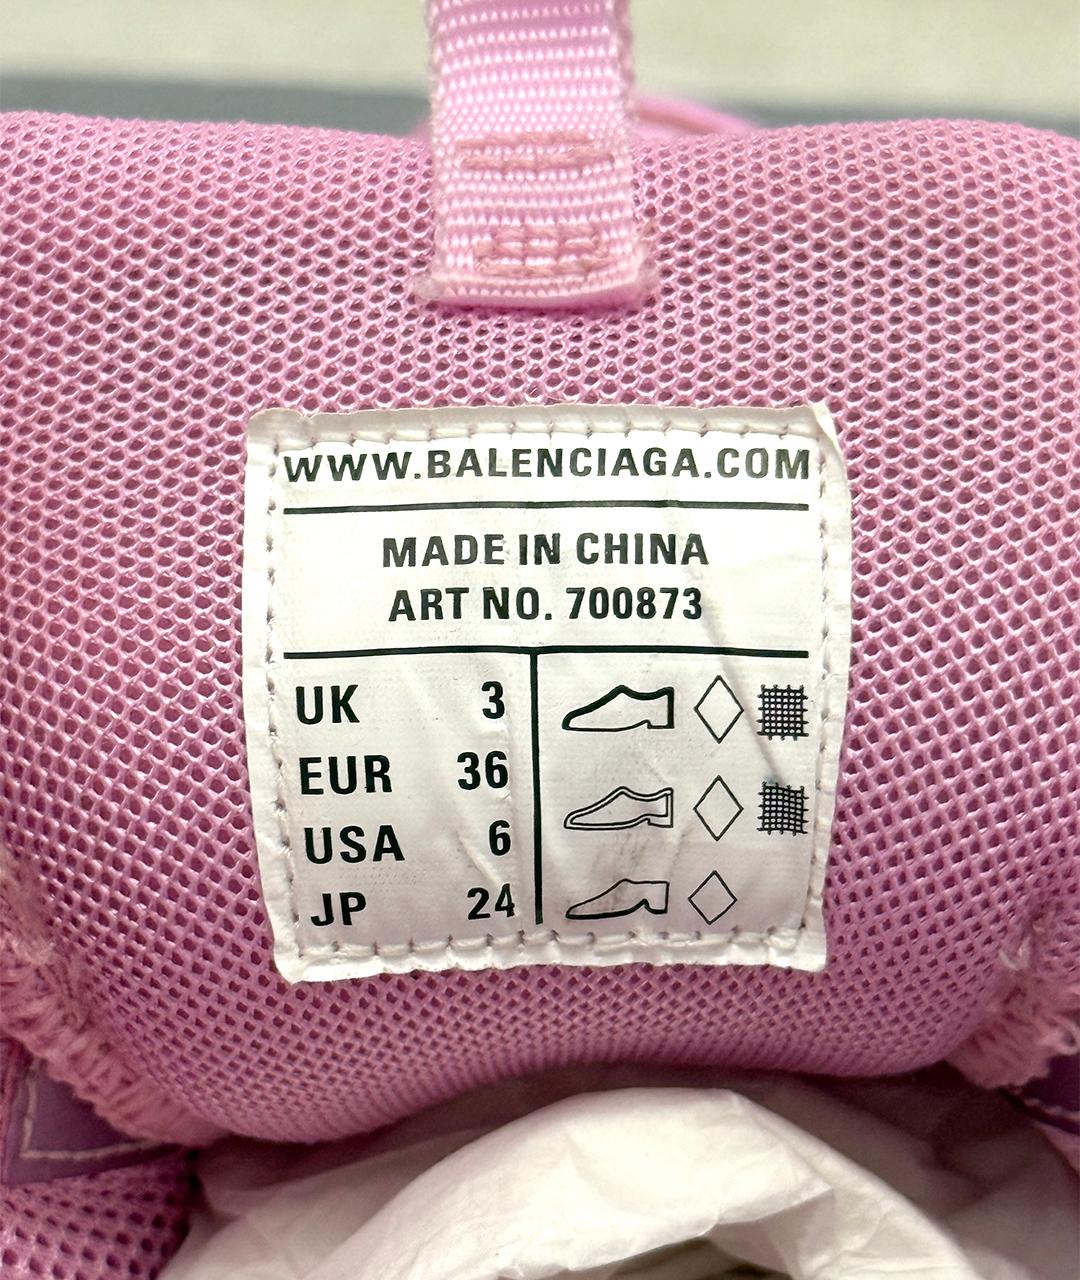 WWW.BALENCIAGA.COM
MADE IN CHINA
ART NO. 700873
UK 3
EUR 36
USA 6
JP 24